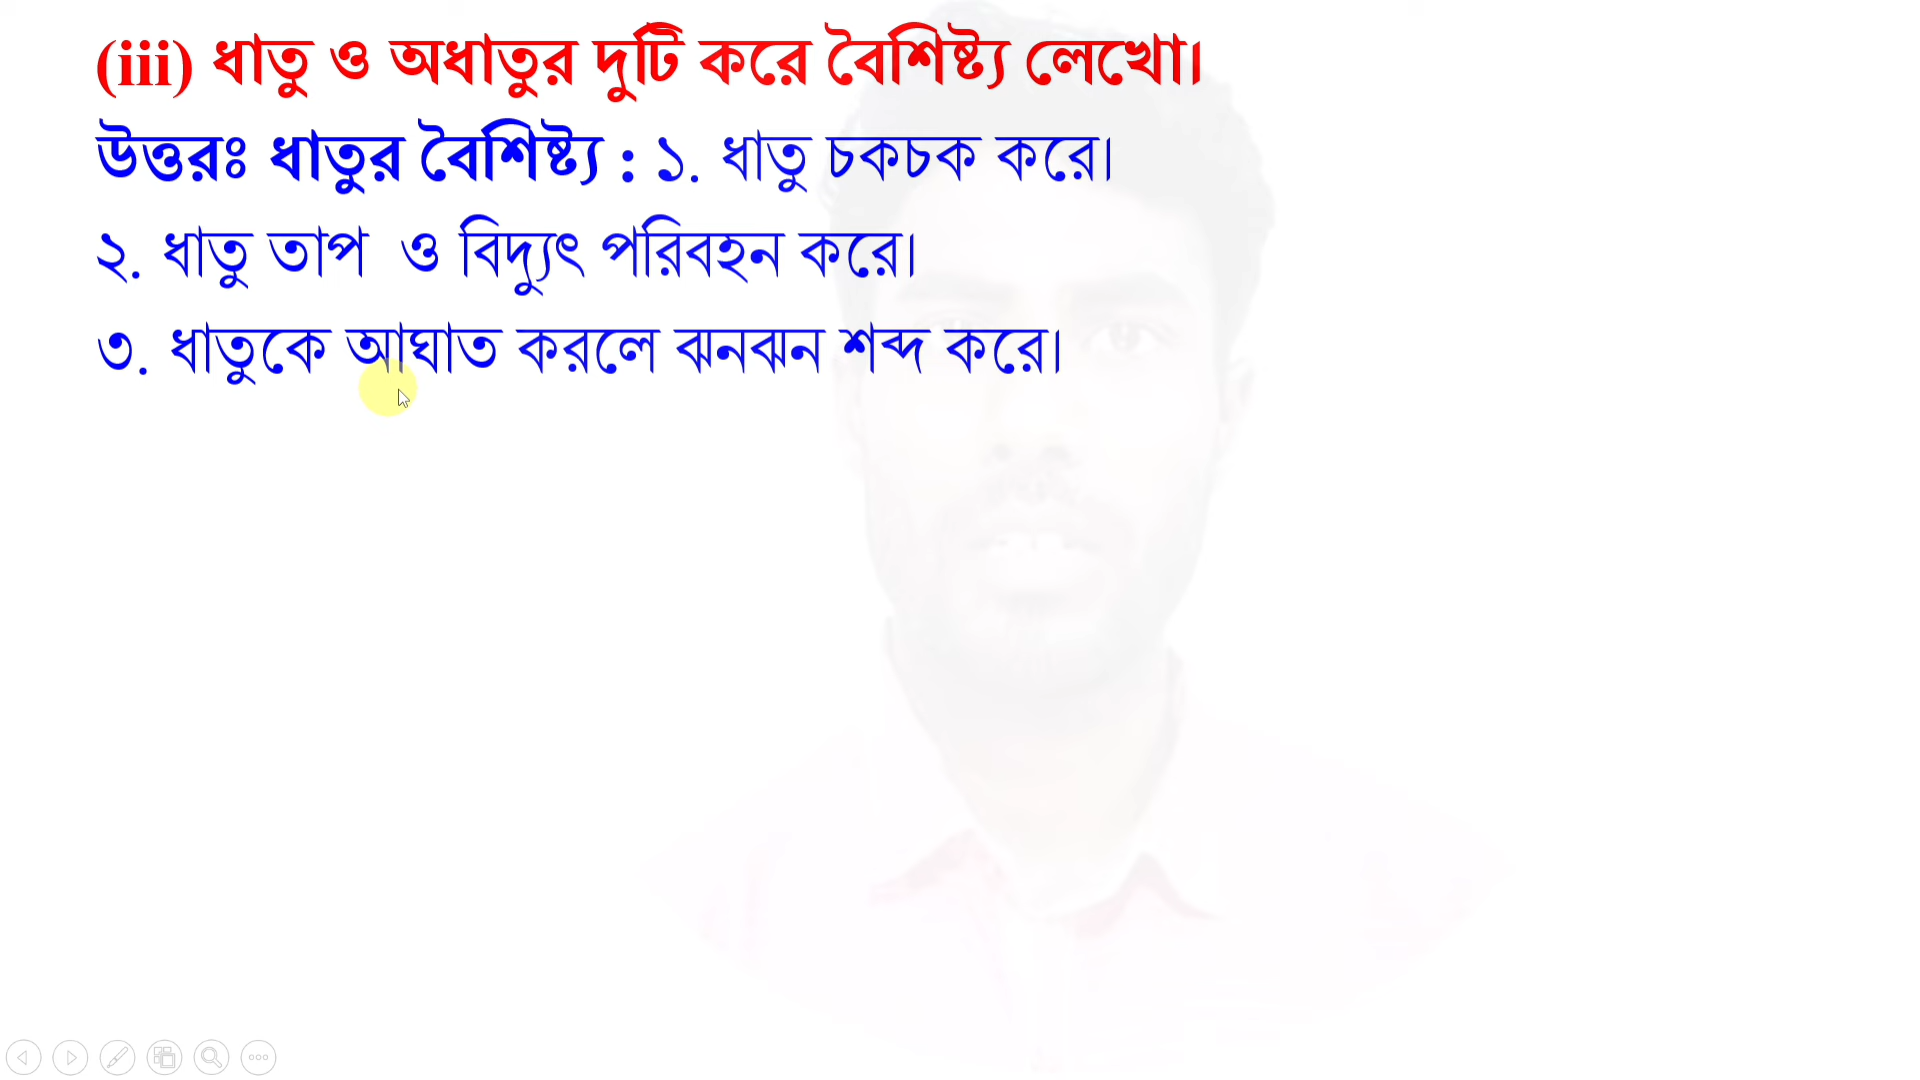 (iii) ধাতু ও অধাতুর দুটি করে বৈশিষ্ট্য লেখো।
উত্তরঃ ধাতুর বৈশিষ্ট্য : ১. ধাতু চকচক করে।
২. ধাতু তাপ ও বিদ্যুৎ পরিবহন করে।
৩. ধাতুকে আঘাত করলে ঝনঝন শব্দ করে।